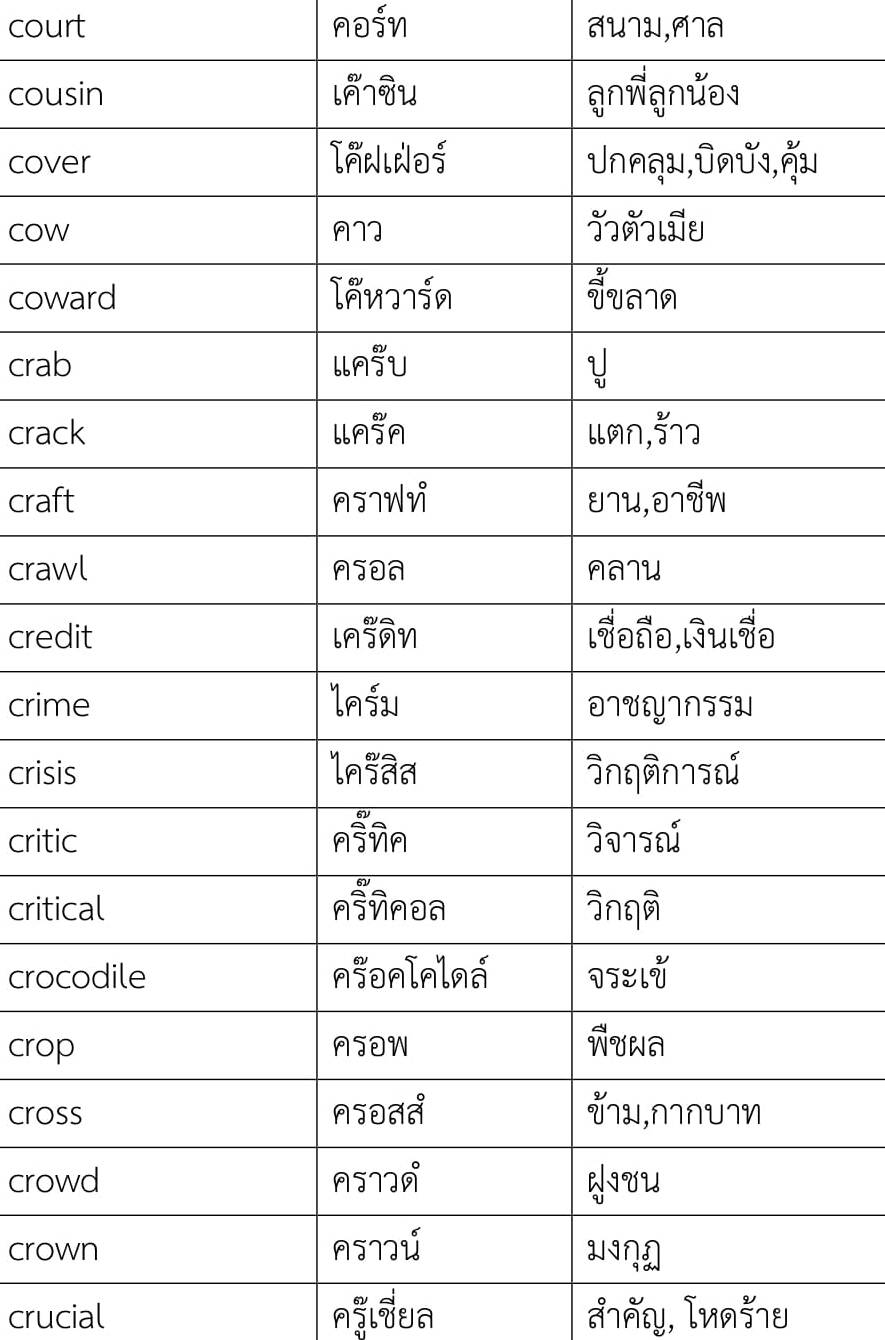 court คอร์ท สนาม,ศาล
cousin เค๊าซิน ลูกพี่ลูกน้อง
cover โค๊ฝเฝ่อร์ ปกคลุม,บิดบัง,คุ้ม
cow คาว วัวตัวเมีย
coward โค๊หวาร์ด ขี้ขลาด
crab แคร๊บ ปู
crack แคร๊ค แตก,ร้าว
craft คราฟทํ ยาน,อาชีพ
crawl ครอล คลาน
credit เคร๊ดิท เชื่อถือ,เงินเชื่อ
crime ไคร์ม อาชญากรรม
crisis ไคร๊สิส วิกฤติการณ์
critic คริ๊ทิค วิจารณ์
critical คริ๊ทิคอล วิกฤติ
crocodile คร๊อคโคไดล์ จระเข้
crop ครอพ พืชผล
cross ครอสสํ ข้าม,กากบาท
crowd คราวดํ ฝูงชน
crown คราวน์ มงกุฏ
crucial ครู๊เชี่ยล สำคัญ, โหดร้าย